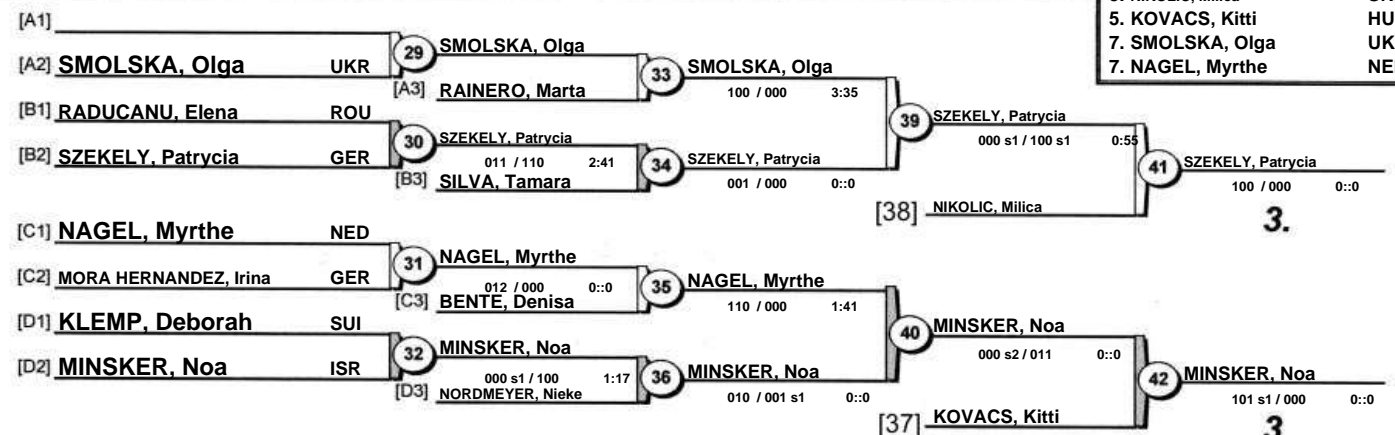 5. KOVACS, Kitti HU
7. SMOLSKA, Olga UK
7. NAGEL, Myrthe NE
[A1]
[A2] SMOLSKA, Olga UKR
29 SMOLSKA, Olga
[A3] RAINERO, Marta
33 SMOLSKA, Olga
100 / 000 3:35
[B1] RADUCANU, Elena ROU
[B2] SZEKELY, Patrycia GER
30 SZEKELY, Patrycia
011 / 110 2:41
[B3] SILVA, Tamara
34 SZEKELY, Patrycia
001 / 000 0::0
39 SZEKELY, Patrycia
000 s1 / 100 s1 0:55
[38] NIKOLIC, Milica
41 SZEKELY, Patrycia
100 / 000 0::0
3.
[C1] NAGEL, Myrthe NED
[C2] MORA HERNANDEZ, Irina GER
31 NAGEL, Myrthe
012 / 000 0::0
[C3] BENTE, Denisa
35 NAGEL, Myrthe
110 / 000 1:41
[D1] KLEMP, Deborah SUI
[D2] MINSKER, Noa ISR
32 MINSKER, Noa
000 s1 / 100 1:17
[D3] NORDMEYER, Nieke
36 MINSKER, Noa
010 / 001 s1 0::0
40 MINSKER, Noa
000 s2 / 011 0::0
[37] KOVACS, Kitti
42 MINSKER, Noa
101 s1 / 000 0::0
3